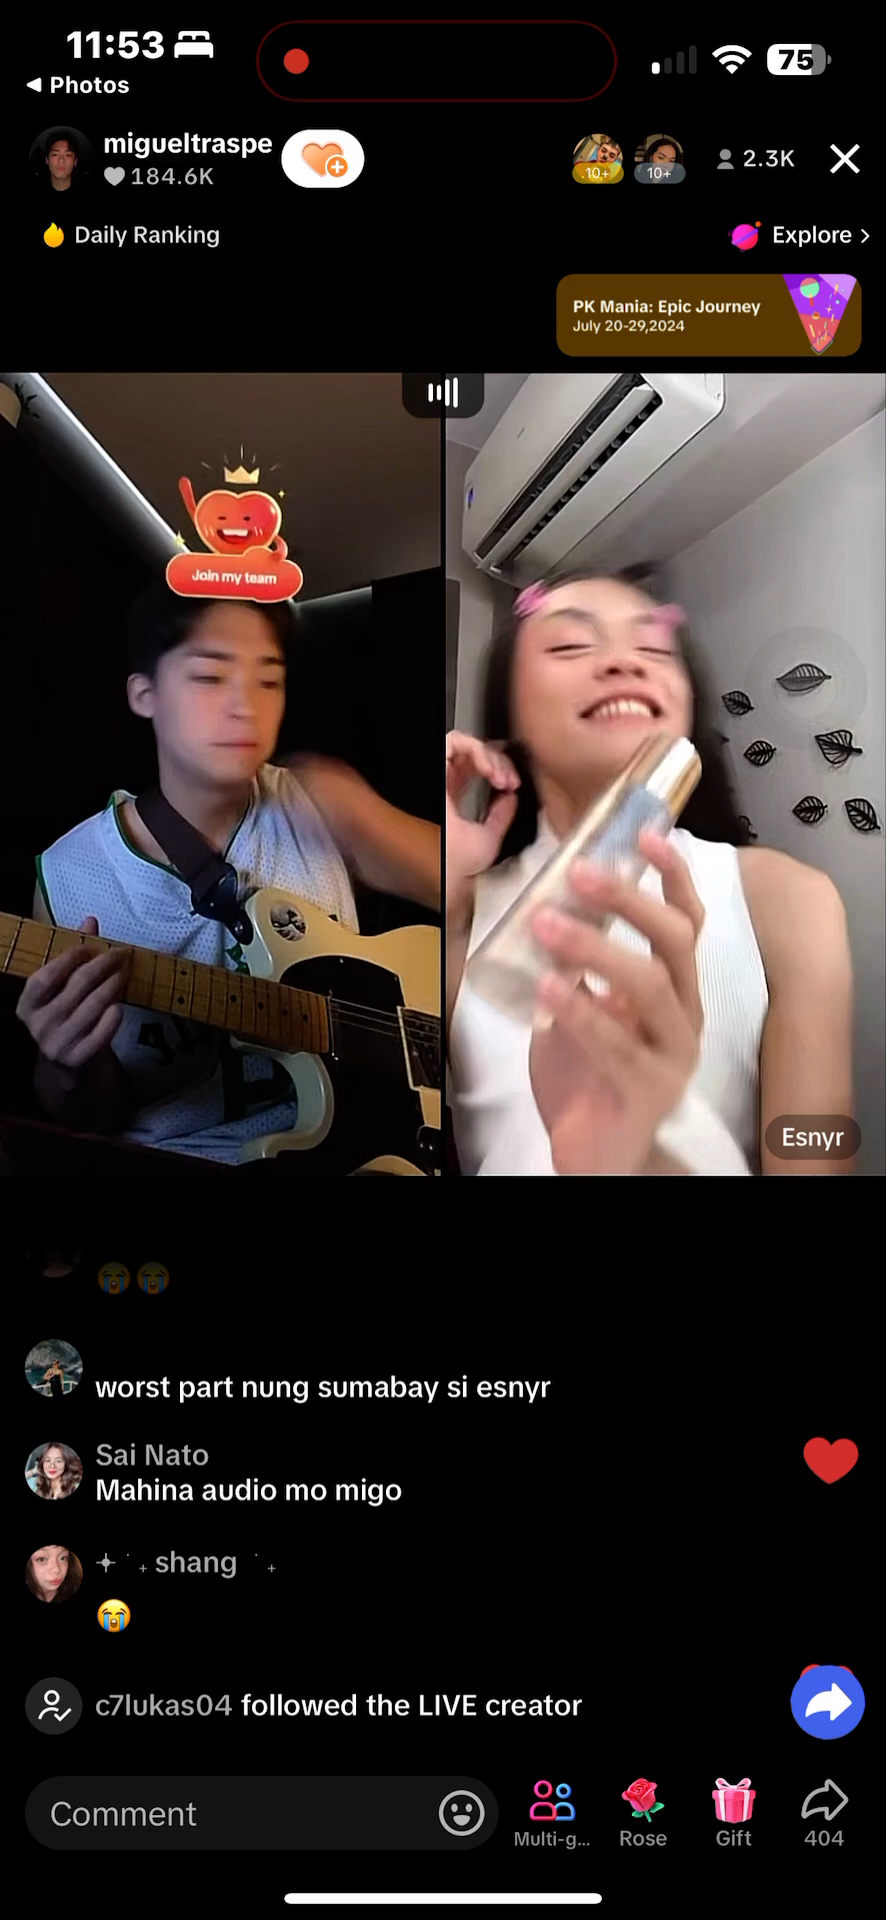 11:53
75
Photos
migueltraspe
184.6K
10+
10+
2.3K
Daily Ranking
Explore
PK Mania: Epic Journey
July 20-29,2024
Join my team
Esnyr
😭😭
worst part nung sumabay si esnyr
Sai Nato
Mahina audio mo migo
shang
😭
c7lukas04 followed the LIVE creator
Comment
Multi-g...
Rose
Gift
404